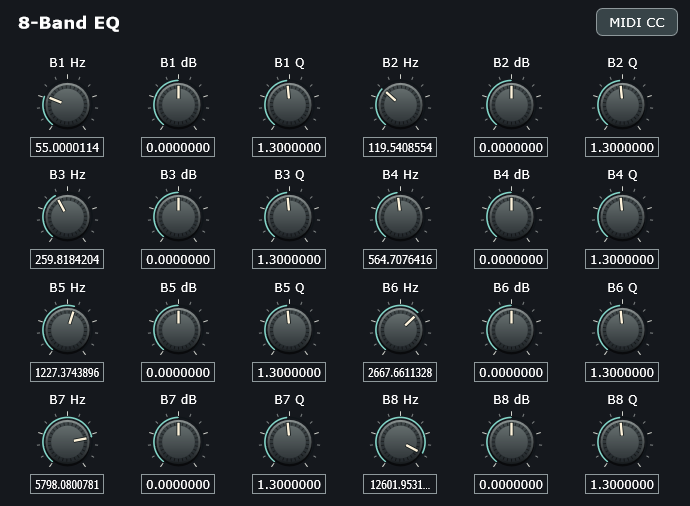 8-Band EQ MIDI CC
B1 Hz B1 dB B1 Q B2 Hz B2 dB B2 Q
55.0000114 0.0000000 1.3000000 119.5408554 0.0000000 1.3000000
B3 Hz B3 dB B3 Q B4 Hz B4 dB B4 Q
259.8184204 0.0000000 1.3000000 564.7076416 0.0000000 1.3000000
B5 Hz B5 dB B5 Q B6 Hz B6 dB B6 Q
1227.3743896 0.0000000 1.3000000 2667.6611328 0.0000000 1.3000000
B7 Hz B7 dB B7 Q B8 Hz B8 dB B8 Q
5798.0800781 0.0000000 1.3000000 12601.9531... 0.0000000 1.3000000